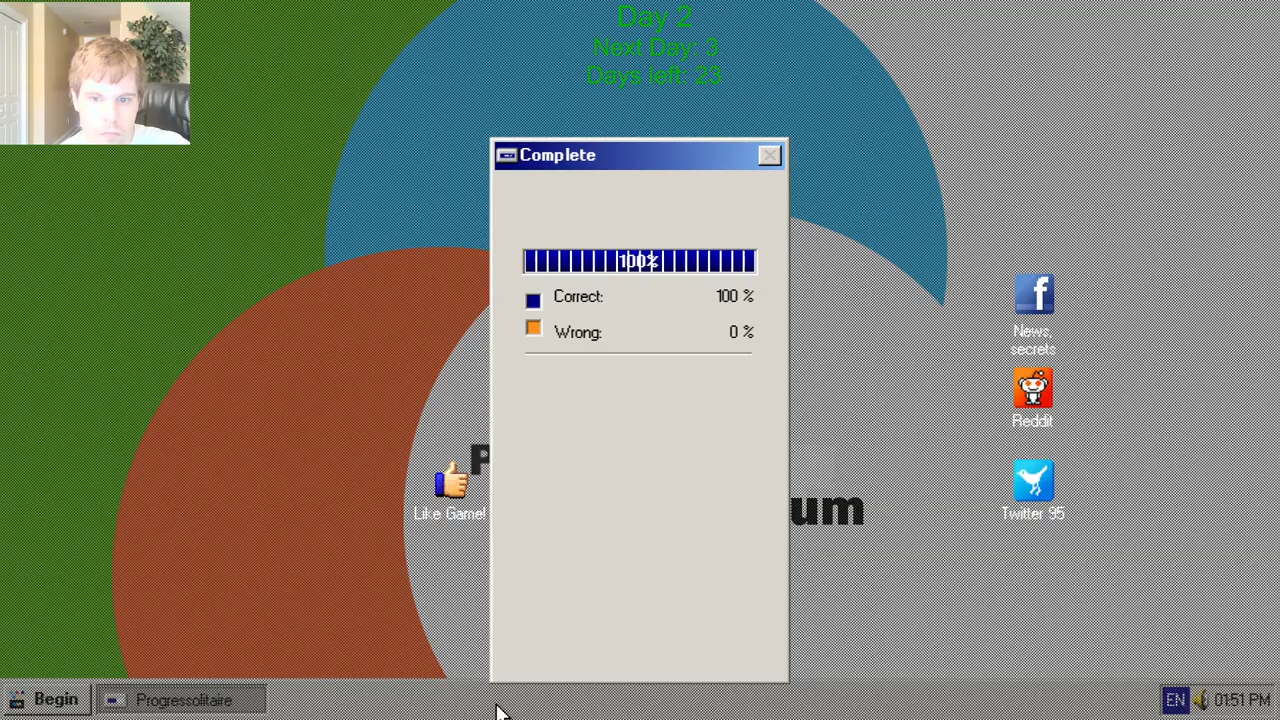 Day 2
Next Day: 3
Days left: 23
Complete
100%
Correct: 100 %
Wrong: 0 %
News,
secrets
Reddit
Like Game!
P
um
Twitter 95
Begin
Progressolitaire
EN
01:51 PM